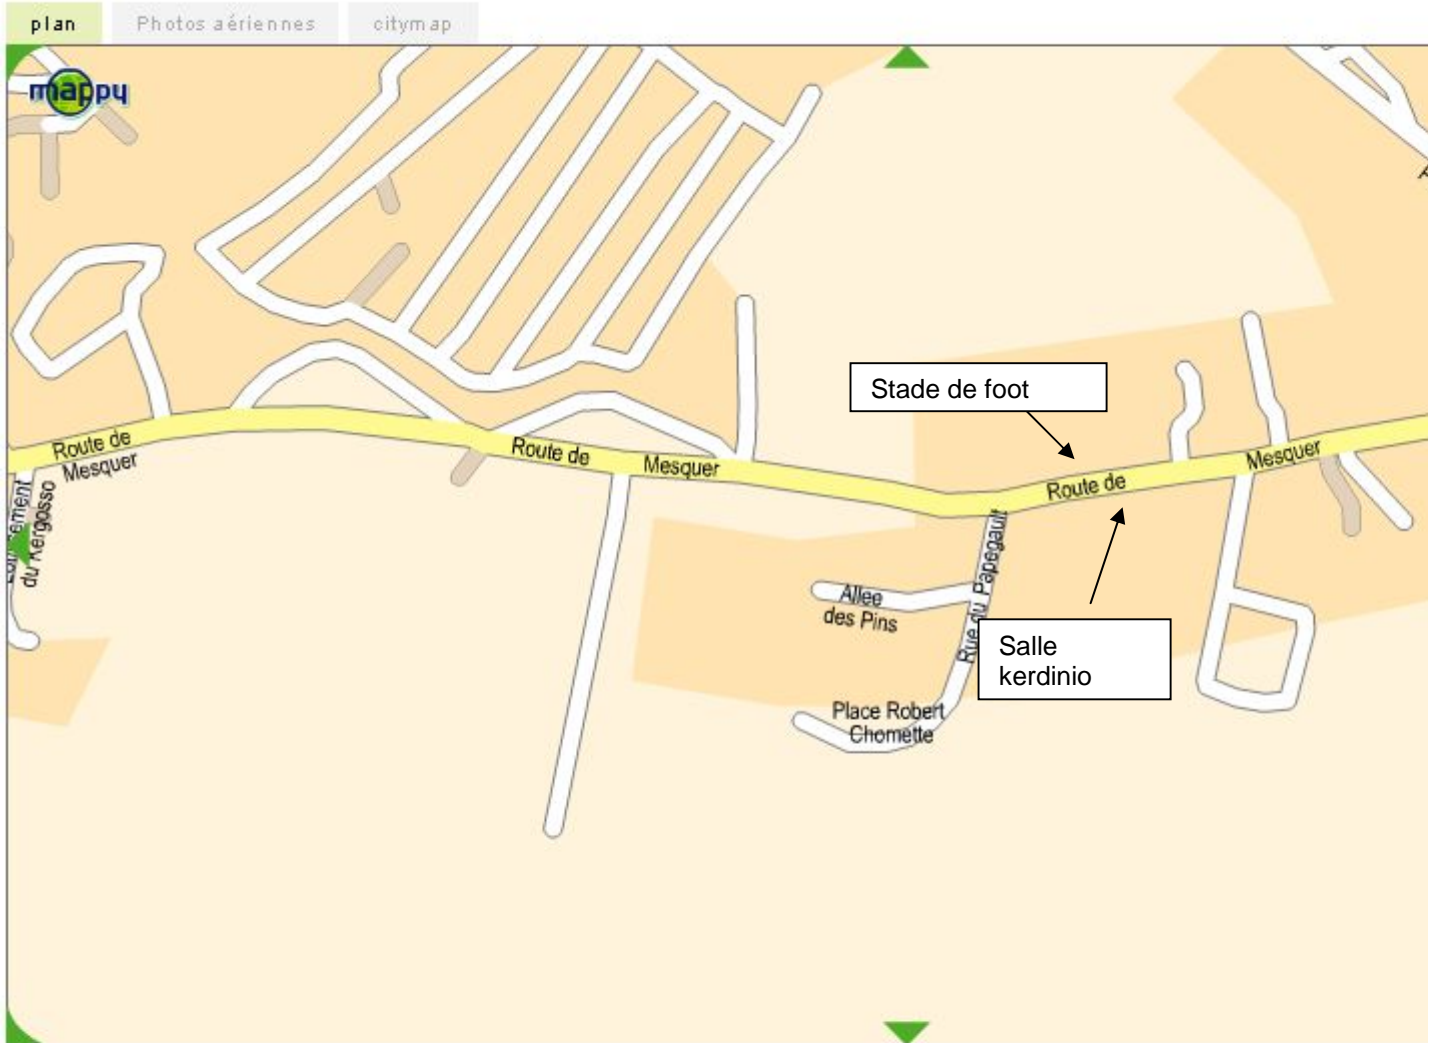 plan
Photos aériennes
citymap
mappy
Stade de foot
Route de
Mesquer
Route de
Mesquer
Route de
Mesquer
du Kergosso
Rue du Papegault
Allee
des Pins
Salle
kerdinio
Place Robert
Chomette